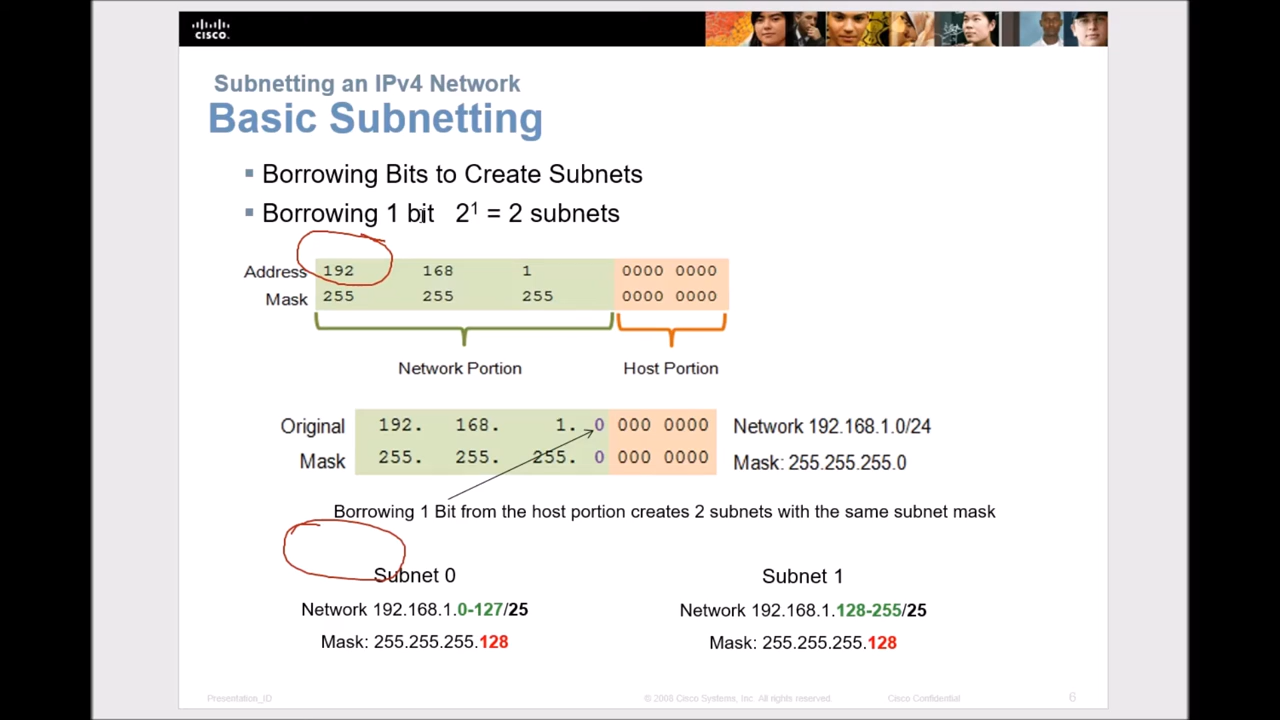 CISCO.
Subnetting an IPv4 Network
Basic Subnetting
Borrowing Bits to Create Subnets
Borrowing 1 bit 2¹ = 2 subnets
Address 192 168 1 0000 0000
Mask 255 255 255 0000 0000
Network Portion Host Portion
Original 192. 168. 1. 0 000 0000 Network 192.168.1.0/24
Mask 255. 255. 255. 0 000 0000 Mask: 255.255.255.0
Borrowing 1 Bit from the host portion creates 2 subnets with the same subnet mask
Subnet 0 Subnet 1
Network 192.168.1.0-127/25 Network 192.168.1.128-255/25
Mask: 255.255.255.128 Mask: 255.255.255.128
Presentation_ID © 2008 Cisco Systems, Inc. All rights reserved. Cisco Confidential 6